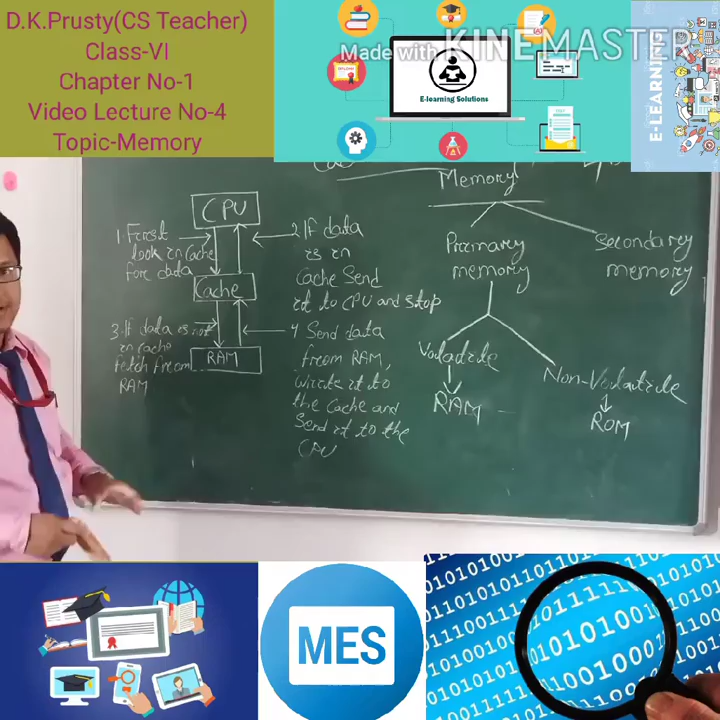 D.K.Prusty(CS Teacher)
Class-VI
Chapter No-1
Video Lecture No-4
Topic-Memory
Made with KINEMASTER
E-learning Solutions
E-LEARNING
Memory
CPU
Cache
RAM
1. First
look in Cache
for data
2. If data
is in
Cache Send
it to CPU and stop
3. If data is not
in cache
Fetch from
RAM
4 Send data
from RAM,
write it to
the Cache and
Send it to the
CPU
Primary
memory
Secondary
memory
Voilatile
RAM
Non-Voilatile
ROM
MES